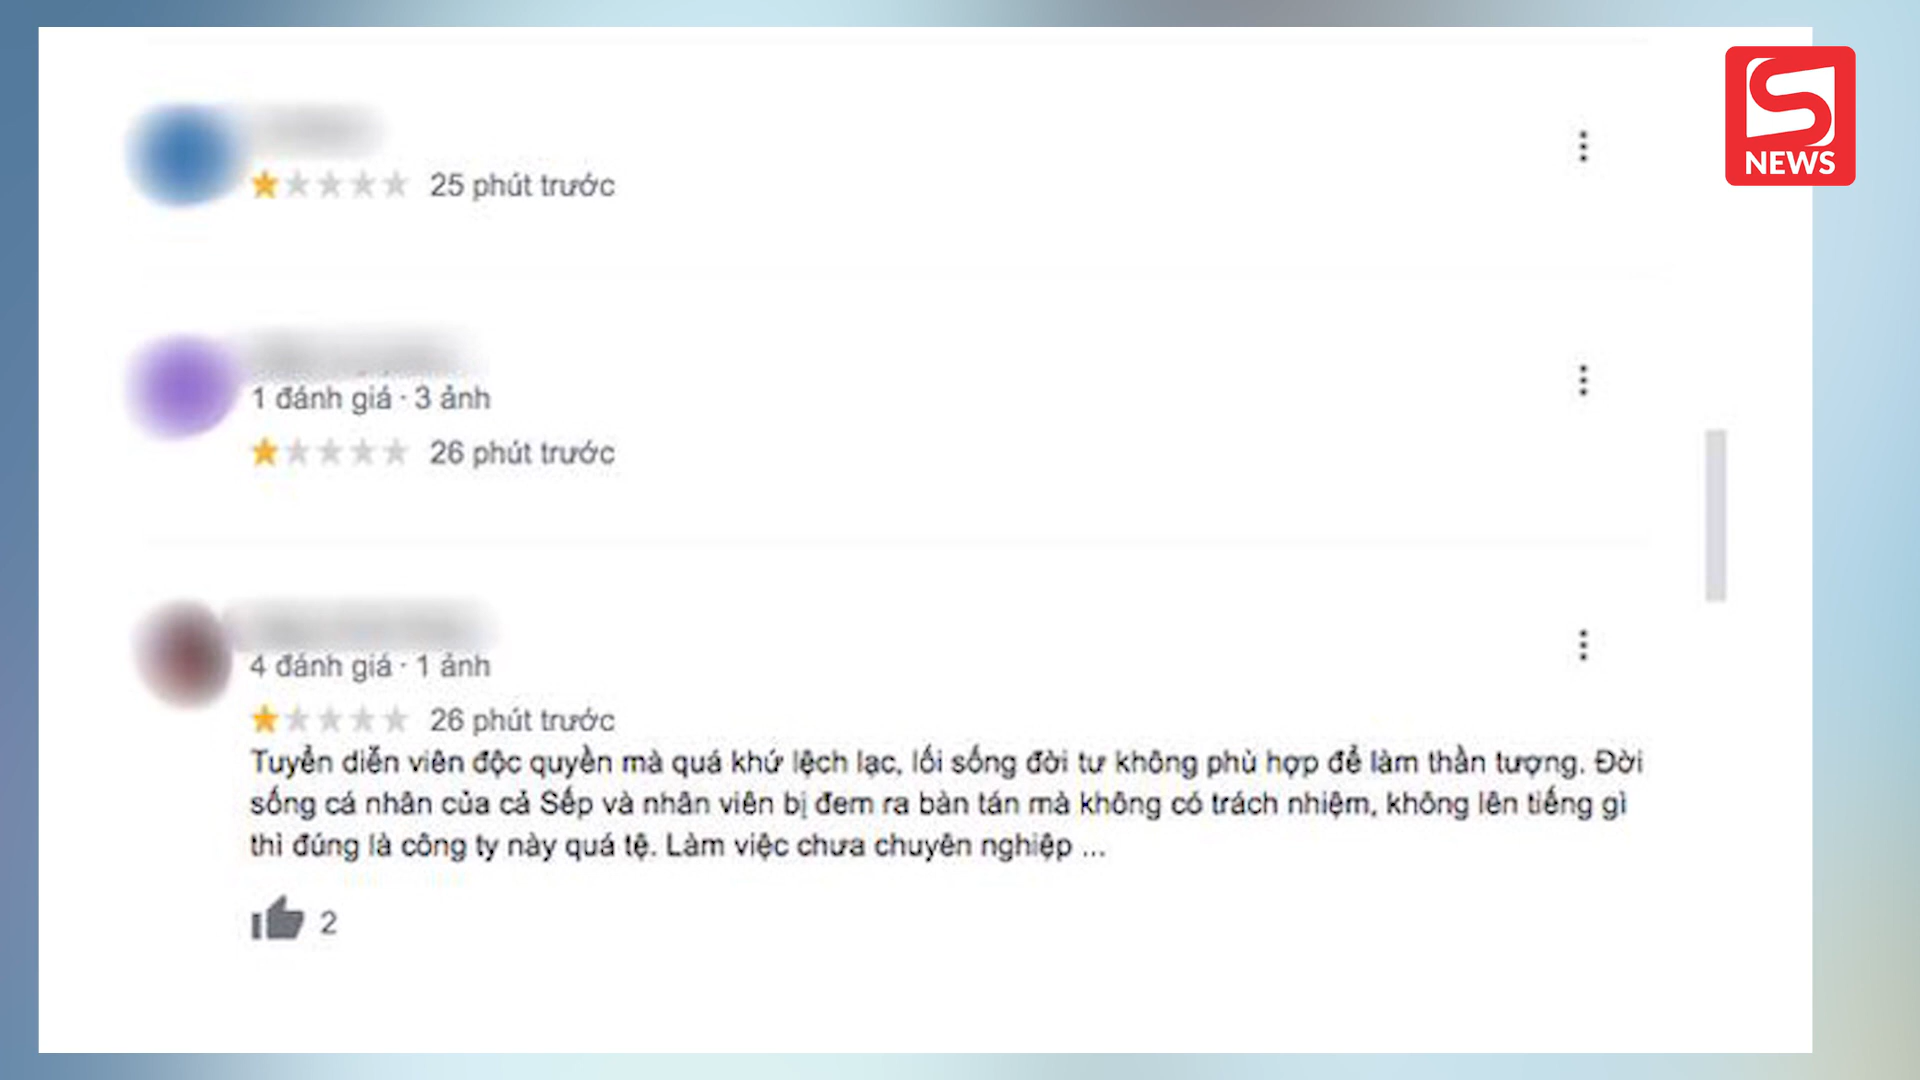 NEWS
25 phút trước
1 đánh giá · 3 ảnh
26 phút trước
4 đánh giá · 1 ảnh
26 phút trước
Tuyển diễn viên độc quyền mà quá khứ lệch lạc, lối sống đời tư không phù hợp để làm thần tượng. Đời
sống cá nhân của cả Sếp và nhân viên bị đem ra bàn tán mà không có trách nhiệm, không lên tiếng gì
thì đúng là công ty này quá tệ. Làm việc chưa chuyên nghiệp ...
2